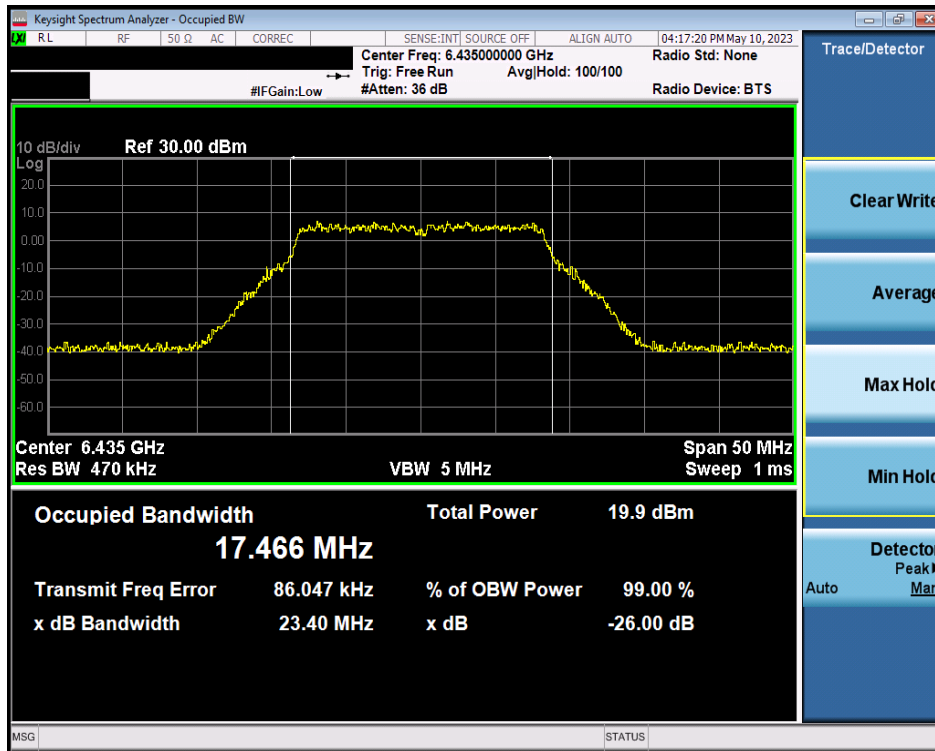 Keysight Spectrum Analyzer - Occupied BW
LXI RL RF 50 Ω AC CORREC SENSE:INT SOURCE OFF ALIGN AUTO 04:17:20 PM May 10, 2023
Center Freq: 6.435000000 GHz Radio Std: None
Trig: Free Run Avg|Hold: 100/100
#IFGain:Low #Atten: 36 dB Radio Device: BTS
10 dB/div Ref 30.00 dBm
Log
20.0
10.0
0.00
-10.0
-20.0
-30.0
-40.0
-50.0
-60.0
Center 6.435 GHz Span 50 MHz
Res BW 470 kHz VBW 5 MHz Sweep 1 ms
Occupied Bandwidth Total Power 19.9 dBm
17.466 MHz
Transmit Freq Error 86.047 kHz % of OBW Power 99.00 %
x dB Bandwidth 23.40 MHz x dB -26.00 dB
MSG STATUS
Trace/Detector
Clear Write
Average
Max Hold
Min Hold
Detector
Peak
Auto Man